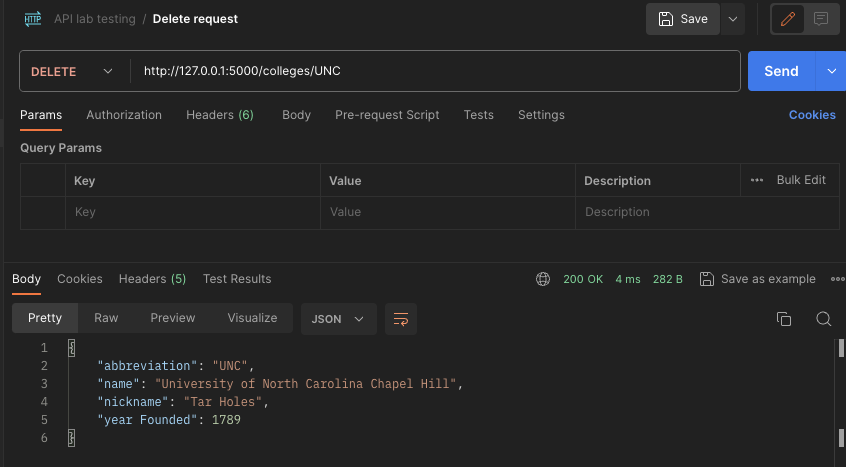 HTTP API lab testing / Delete request Save
DELETE http://127.0.0.1:5000/colleges/UNC Send
Params Authorization Headers (6) Body Pre-request Script Tests Settings Cookies
Query Params
Key Value Description ••• Bulk Edit
Key Value Description
Body Cookies Headers (5) Test Results 200 OK 4 ms 282 B Save as example •••
Pretty Raw Preview Visualize JSON
1 {
2 "abbreviation": "UNC",
3 "name": "University of North Carolina Chapel Hill",
4 "nickname": "Tar Holes",
5 "year Founded": 1789
6 }